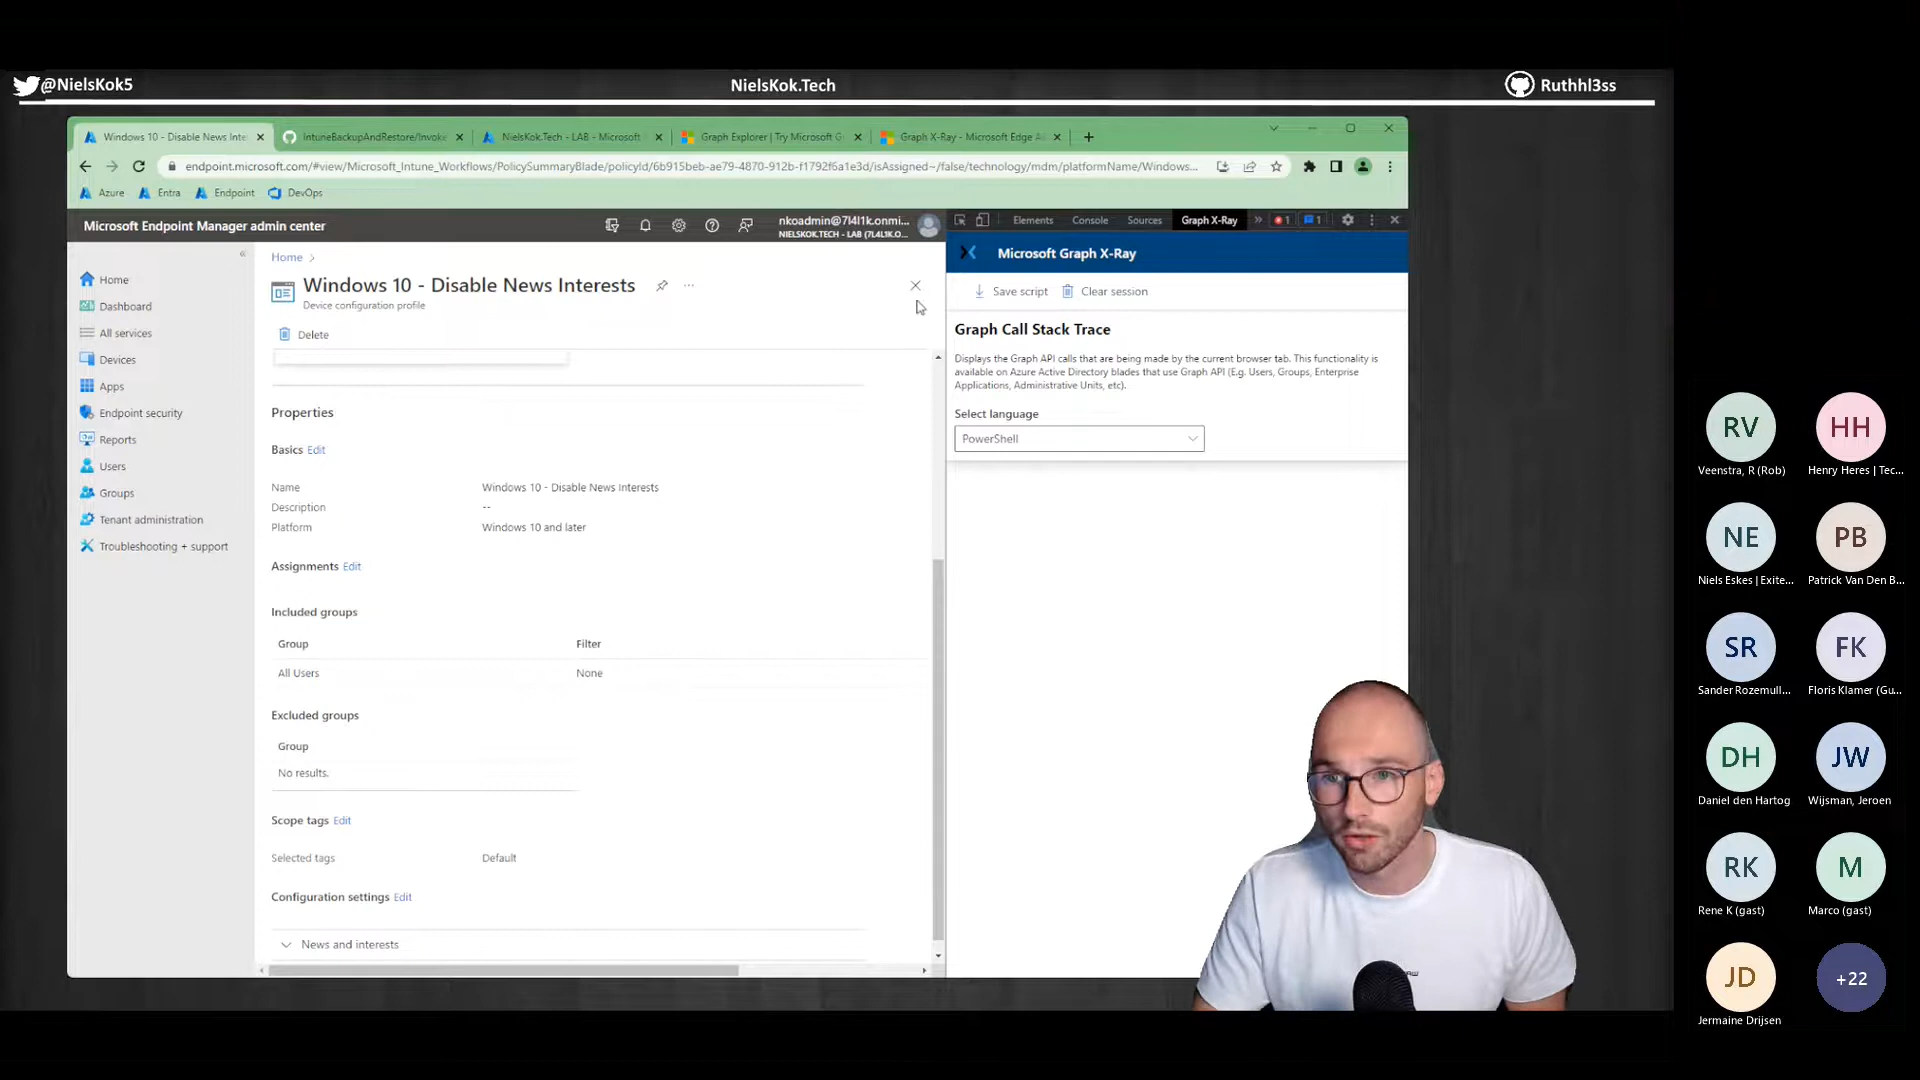 @NielsKok5
NielsKok.Tech
Ruthhl3ss
Windows 10 - Disable News Inte
IntuneBackupAndRestore/Invoke
NielsKok.Tech - LAB - Microsoft
Graph Explorer | Try Microsoft G
Graph X-Ray - Microsoft Edge A
endpoint.microsoft.com/#view/Microsoft_Intune_Workflows/PolicySummaryBlade/policyId/6b915beb-ae79-4870-912b-f1792f6a1e3d/isAssigned~/false/technology/mdm/platformName/Windows...
Azure
Entra
Endpoint
DevOps
Microsoft Endpoint Manager admin center
nkoadmin@7l4l1k.onmi...
NIELSKOK.TECH - LAB (7L4L1K.O...
Elements
Console
Sources
Graph X-Ray
1
1
Home
Dashboard
All services
Devices
Apps
Endpoint security
Reports
Users
Groups
Tenant administration
Troubleshooting + support
Home
Windows 10 - Disable News Interests
Device configuration profile
Delete
Properties
Basics Edit
Name Windows 10 - Disable News Interests
Description --
Platform Windows 10 and later
Assignments Edit
Included groups
Group Filter
All Users None
Excluded groups
Group
No results.
Scope tags Edit
Selected tags Default
Configuration settings Edit
News and interests
Microsoft Graph X-Ray
Save script
Clear session
Graph Call Stack Trace
Displays the Graph API calls that are being made by the current browser tab. This functionality is
available on Azure Active Directory blades that use Graph API (E.g. Users, Groups, Enterprise
Applications, Administrative Units, etc).
Select language
PowerShell
RV
Veenstra, R (Rob)
HH
Henry Heres | Tec...
NE
Niels Eskes | Exite...
PB
Patrick Van Den B...
SR
Sander Rozemull...
FK
Floris Klamer (Gu...
DH
Daniel den Hartog
JW
Wijsman, Jeroen
RK
Rene K (gast)
M
Marco (gast)
JD
Jermaine Drijsen
+22